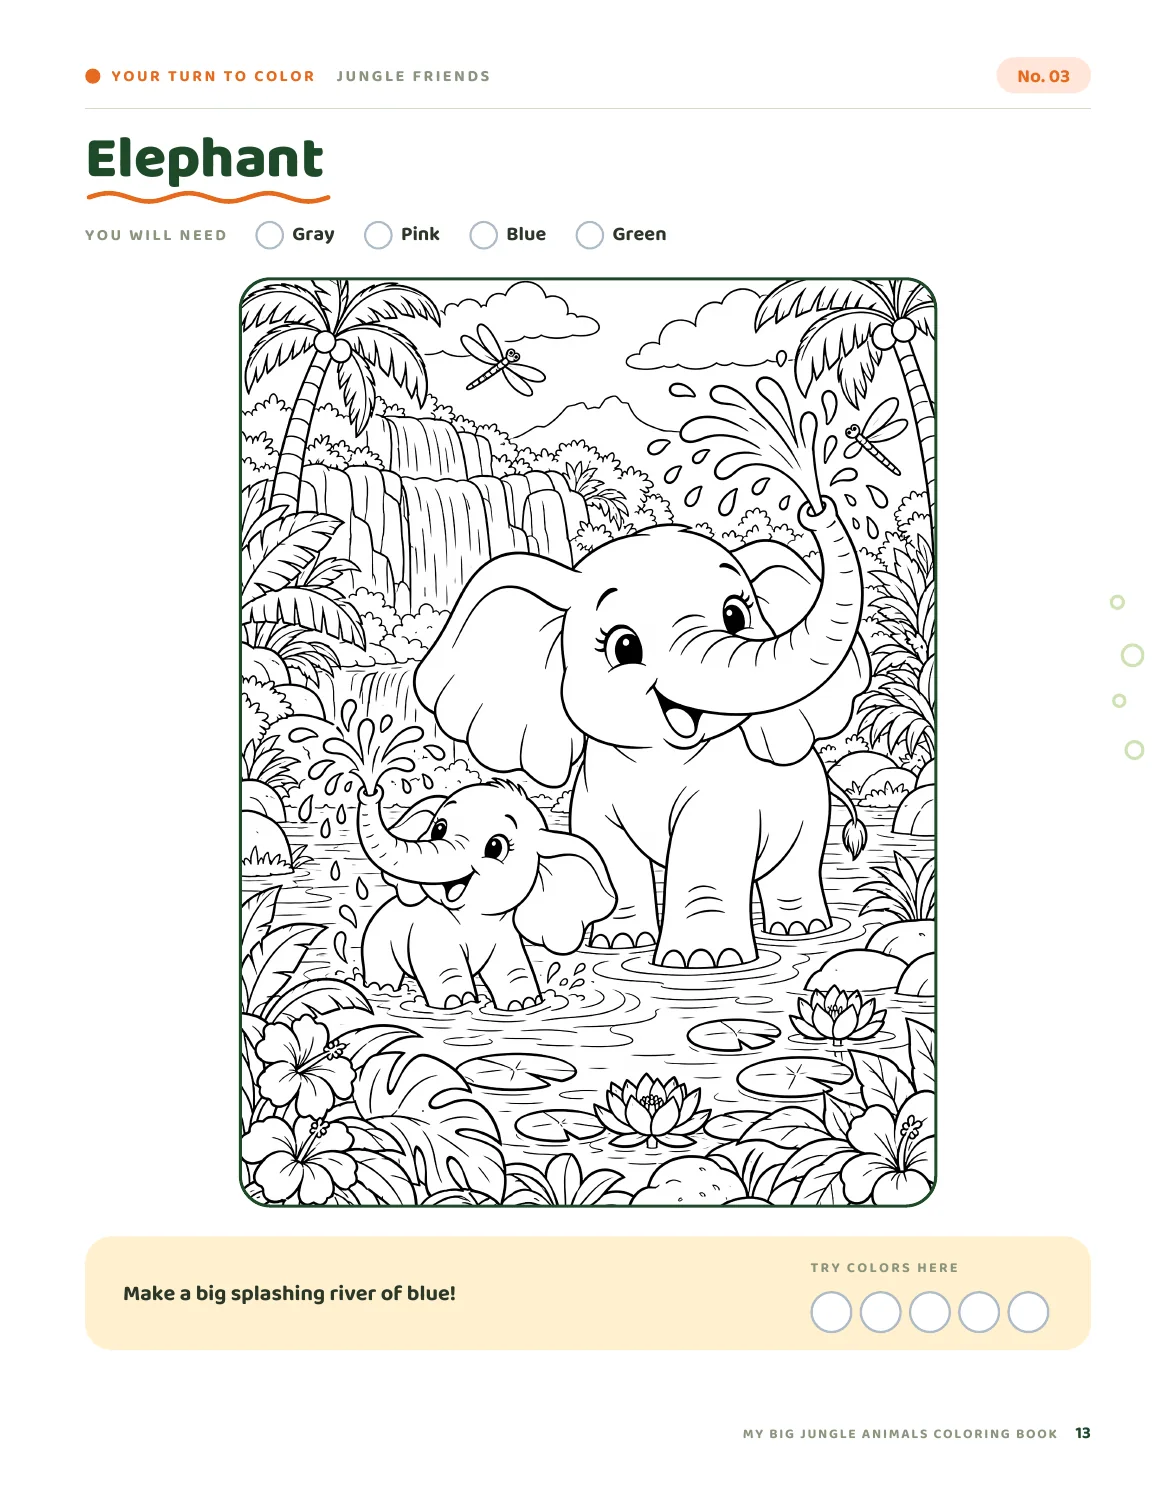 YOUR TURN TO COLOR JUNGLE FRIENDS No. 03
Elephant
YOU WILL NEED Gray Pink Blue Green
TRY COLORS HERE
Make a big splashing river of blue!
MY BIG JUNGLE ANIMALS COLORING BOOK 13